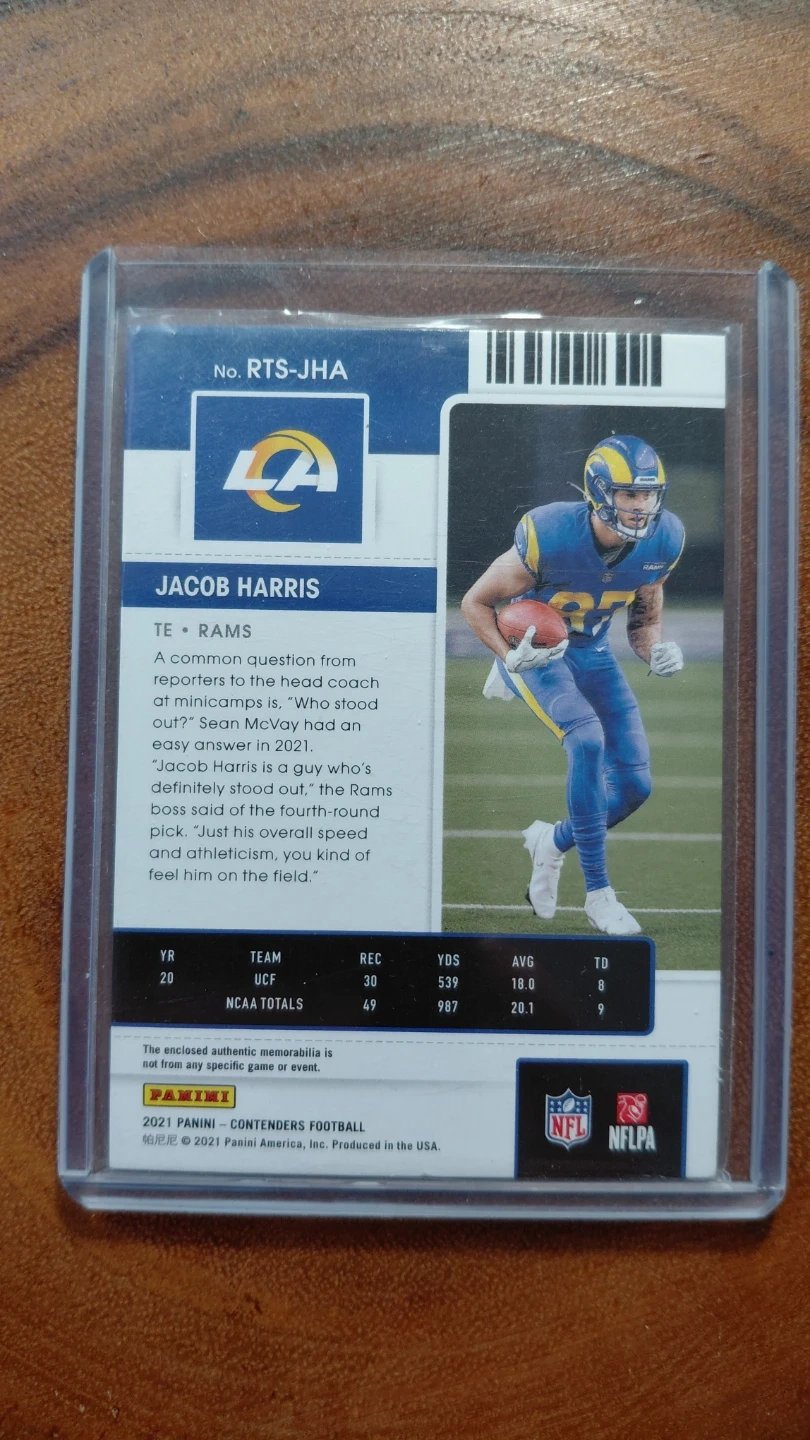 No. RTS-JHA
LA
JACOB HARRIS
TE • RAMS
A common question from
reporters to the head coach
at minicamps is, "Who stood
out?" Sean McVay had an
easy answer in 2021.
"Jacob Harris is a guy who's
definitely stood out," the Rams
boss said of the fourth-round
pick. "Just his overall speed
and athleticism, you kind of
feel him on the field."
RAMS
87
YR TEAM REC YDS AVG TD
20 UCF 30 539 18.0 8
NCAA TOTALS 49 987 20.1 9
The enclosed authentic memorabilia is
not from any specific game or event.
PANINI
2021 PANINI – CONTENDERS FOOTBALL
帕尼尼 © 2021 Panini America, Inc. Produced in the USA.
NFL
NFLPA